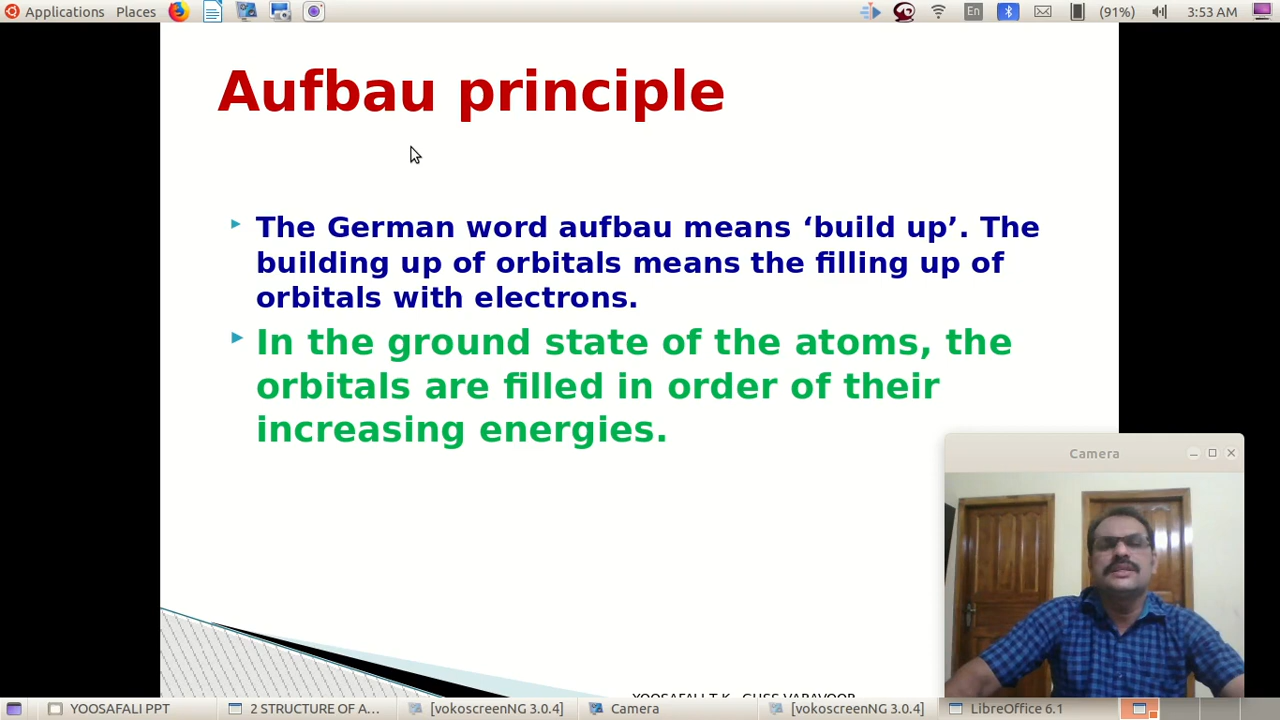 Applications Places En (91%) 3:53 AM
Aufbau principle
The German word aufbau means ‘build up’. The
building up of orbitals means the filling up of
orbitals with electrons.
In the ground state of the atoms, the
orbitals are filled in order of their
increasing energies.
Camera
YOOSAFALI PPT 2 STRUCTURE OF A... [vokoscreenNG 3.0.4] Camera [vokoscreenNG 3.0.4] LibreOffice 6.1